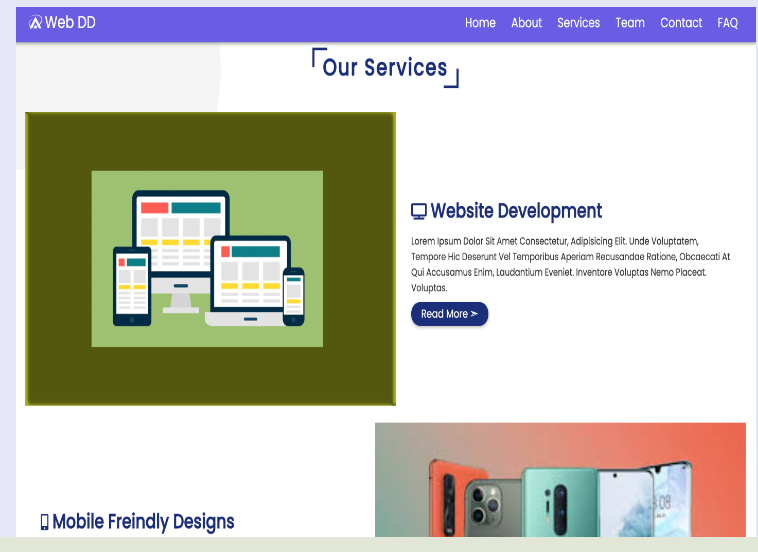 Web DD
Home About Services Team Contact FAQ
Our Services
Website Development
Lorem Ipsum Dolor Sit Amet Consectetur, Adipisicing Elit. Unde Voluptatem,
Tempore Hic Deserunt Vel Temporibus Aperiam Recusandae Ratione, Obcaecati At
Qui Accusamus Enim, Laudantium Eveniet. Inventore Voluptas Nemo Placeat.
Voluptas.
Read More ➣
Mobile Freindly Designs
:08